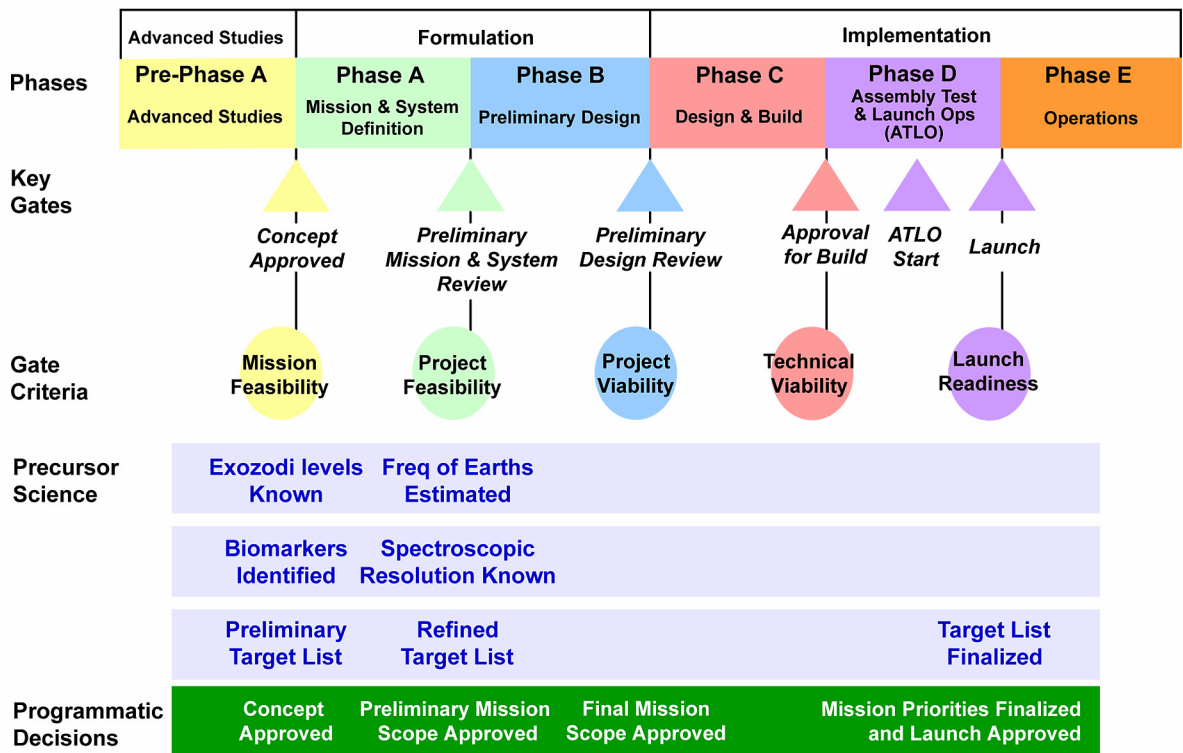 Advanced Studies
Formulation
Implementation
Phases
Pre-Phase A
Advanced Studies
Phase A
Mission & System
Definition
Phase B
Preliminary Design
Phase C
Design & Build
Phase D
Assembly Test
& Launch Ops
(ATLO)
Phase E
Operations
Key
Gates
Concept
Approved
Preliminary
Mission & System
Review
Preliminary
Design Review
Approval
for Build
ATLO
Start
Launch
Gate
Criteria
Mission
Feasibility
Project
Feasibility
Project
Viability
Technical
Viability
Launch
Readiness
Precursor
Science
Exozodi levels
Known
Freq of Earths
Estimated
Biomarkers
Identified
Spectroscopic
Resolution Known
Preliminary
Target List
Refined
Target List
Target List
Finalized
Programmatic
Decisions
Concept
Approved
Preliminary Mission
Scope Approved
Final Mission
Scope Approved
Mission Priorities Finalized
and Launch Approved